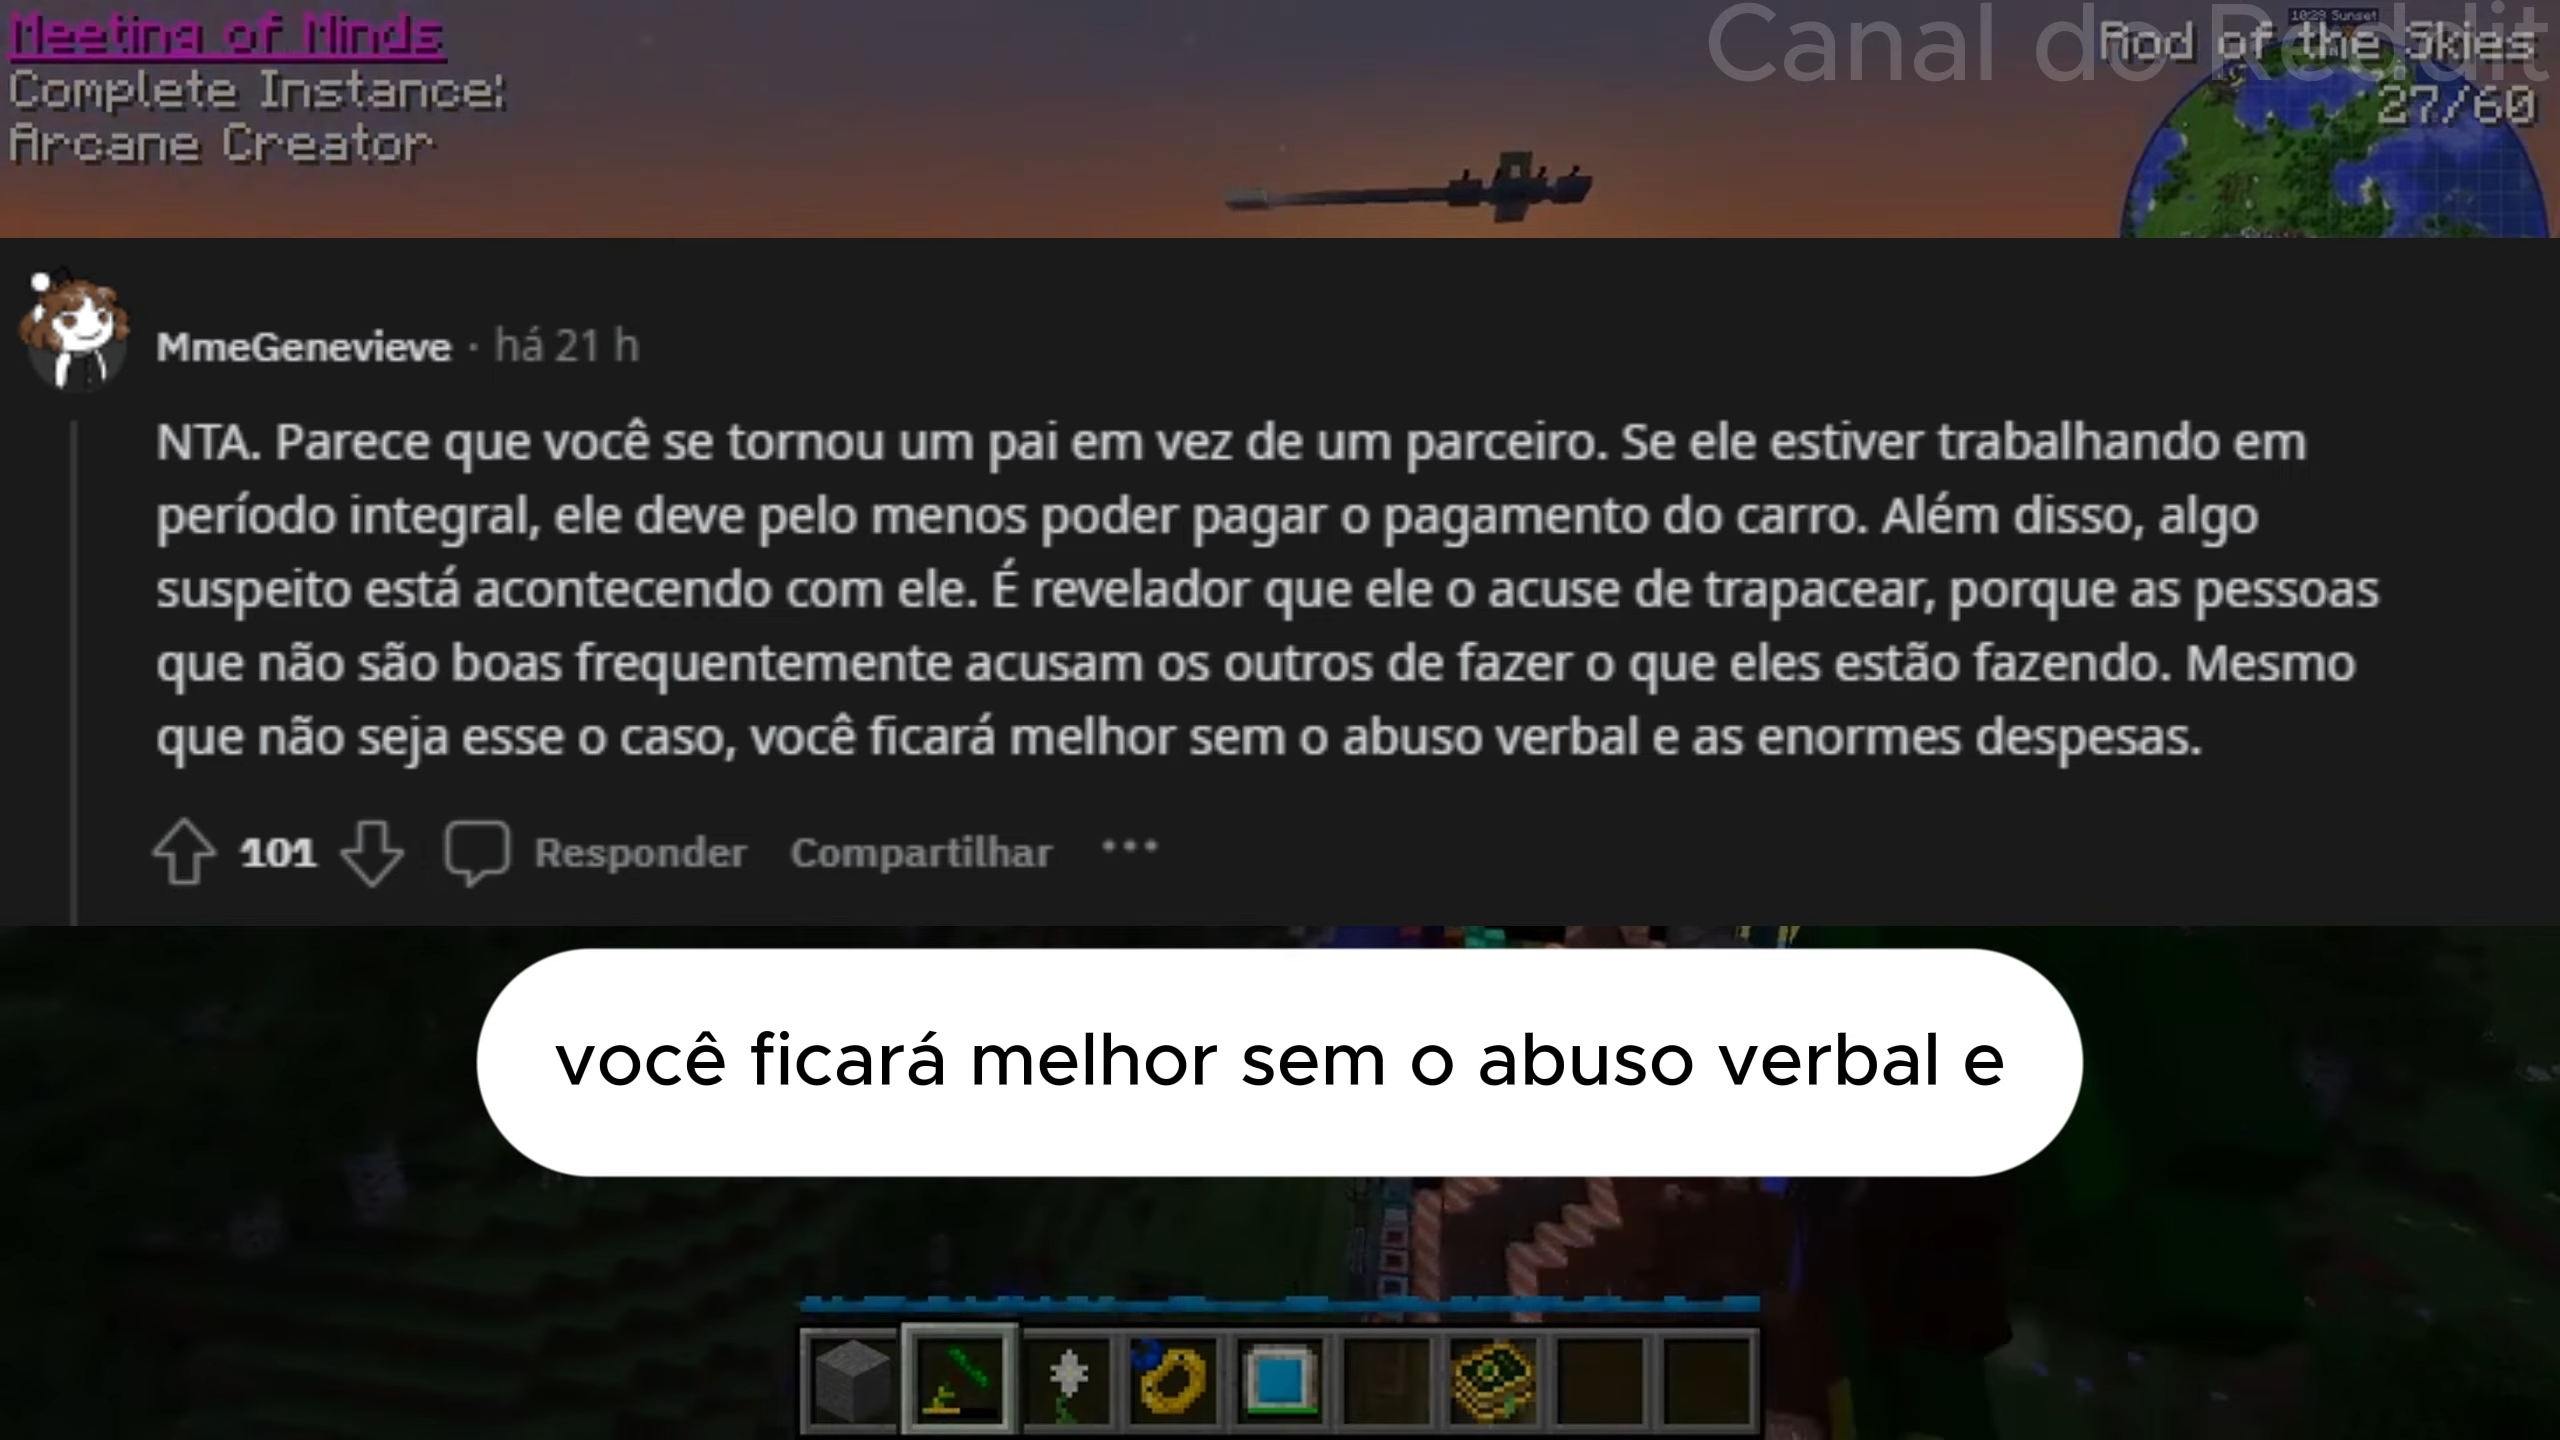 Meeting of Minds
Complete Instance:
Arcane Creator
Canal do Reddit
10:29 Sunset
Rod of the Skies
27/60
MmeGenevieve · há 21 h
NTA. Parece que você se tornou um pai em vez de um parceiro. Se ele estiver trabalhando em
período integral, ele deve pelo menos poder pagar o pagamento do carro. Além disso, algo
suspeito está acontecendo com ele. É revelador que ele o acuse de trapacear, porque as pessoas
que não são boas frequentemente acusam os outros de fazer o que eles estão fazendo. Mesmo
que não seja esse o caso, você ficará melhor sem o abuso verbal e as enormes despesas.
101 Responder Compartilhar ...
você ficará melhor sem o abuso verbal e